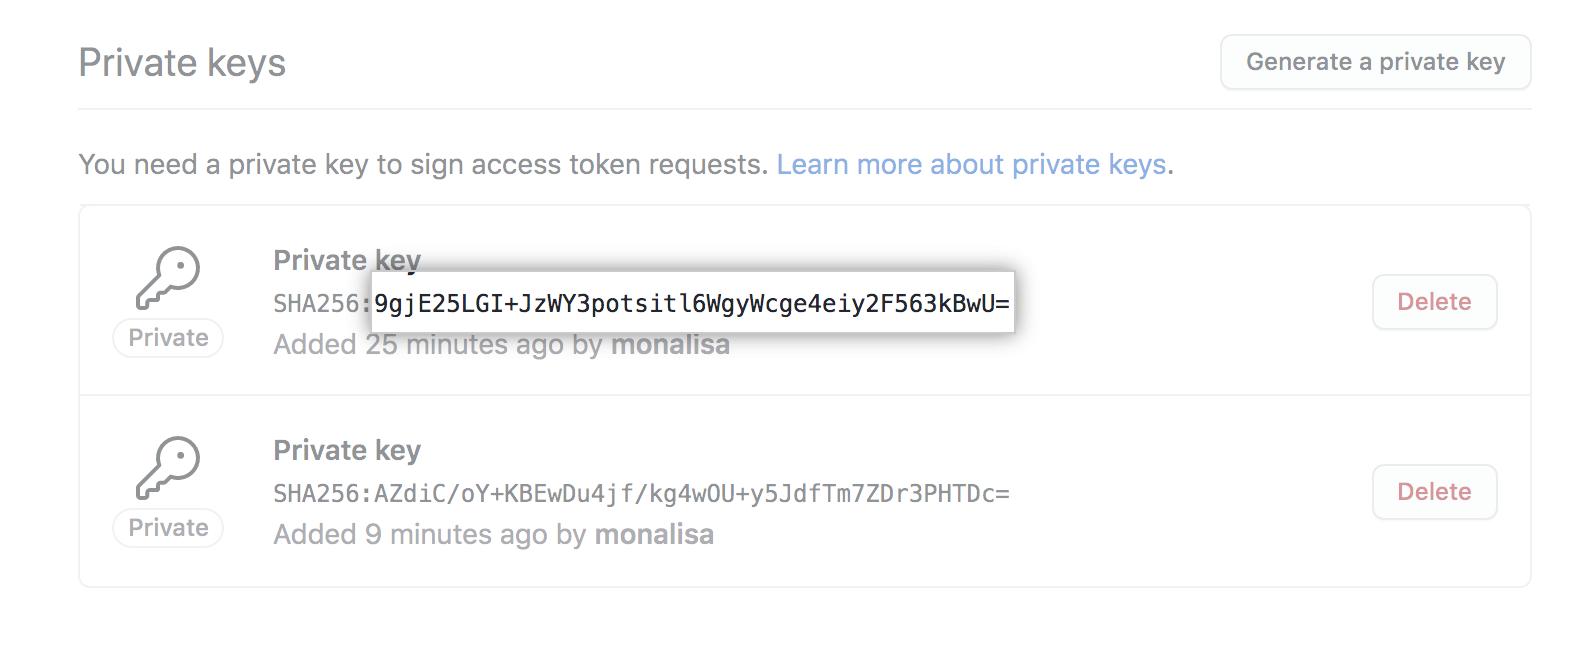 Private keys
Generate a private key
You need a private key to sign access token requests. Learn more about private keys.
Private key
SHA256:9gjE25LGI+JzWY3potsitl6WgyWcge4eiy2F563kBwU=
Private
Added 25 minutes ago by monalisa
Delete
Private key
SHA256:AZdiC/oY+KBEwDu4jf/kg4wOU+y5JdfTm7ZDr3PHTDc=
Private
Added 9 minutes ago by monalisa
Delete